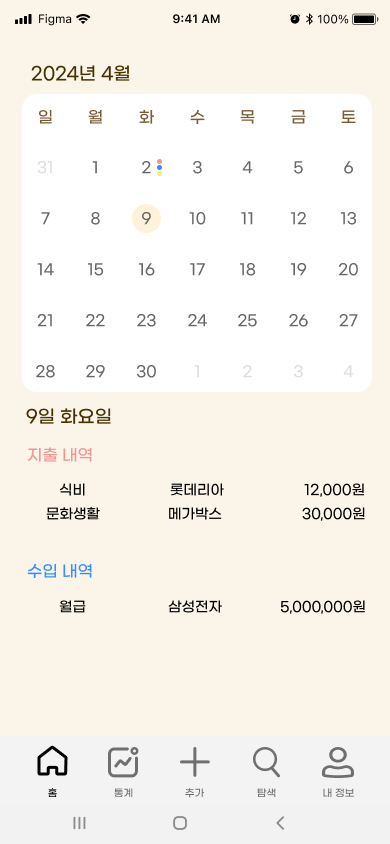 Figma 9:41 AM 100%
2024년 4월
일 월 화 수 목 금 토
31 1 2 3 4 5 6
7 8 9 10 11 12 13
14 15 16 17 18 19 20
21 22 23 24 25 26 27
28 29 30 1 2 3 4
9일 화요일
지출 내역
식비 롯데리아 12,000원
문화생활 메가박스 30,000원
수입 내역
월급 삼성전자 5,000,000원
홈 통계 추가 탐색 내 정보